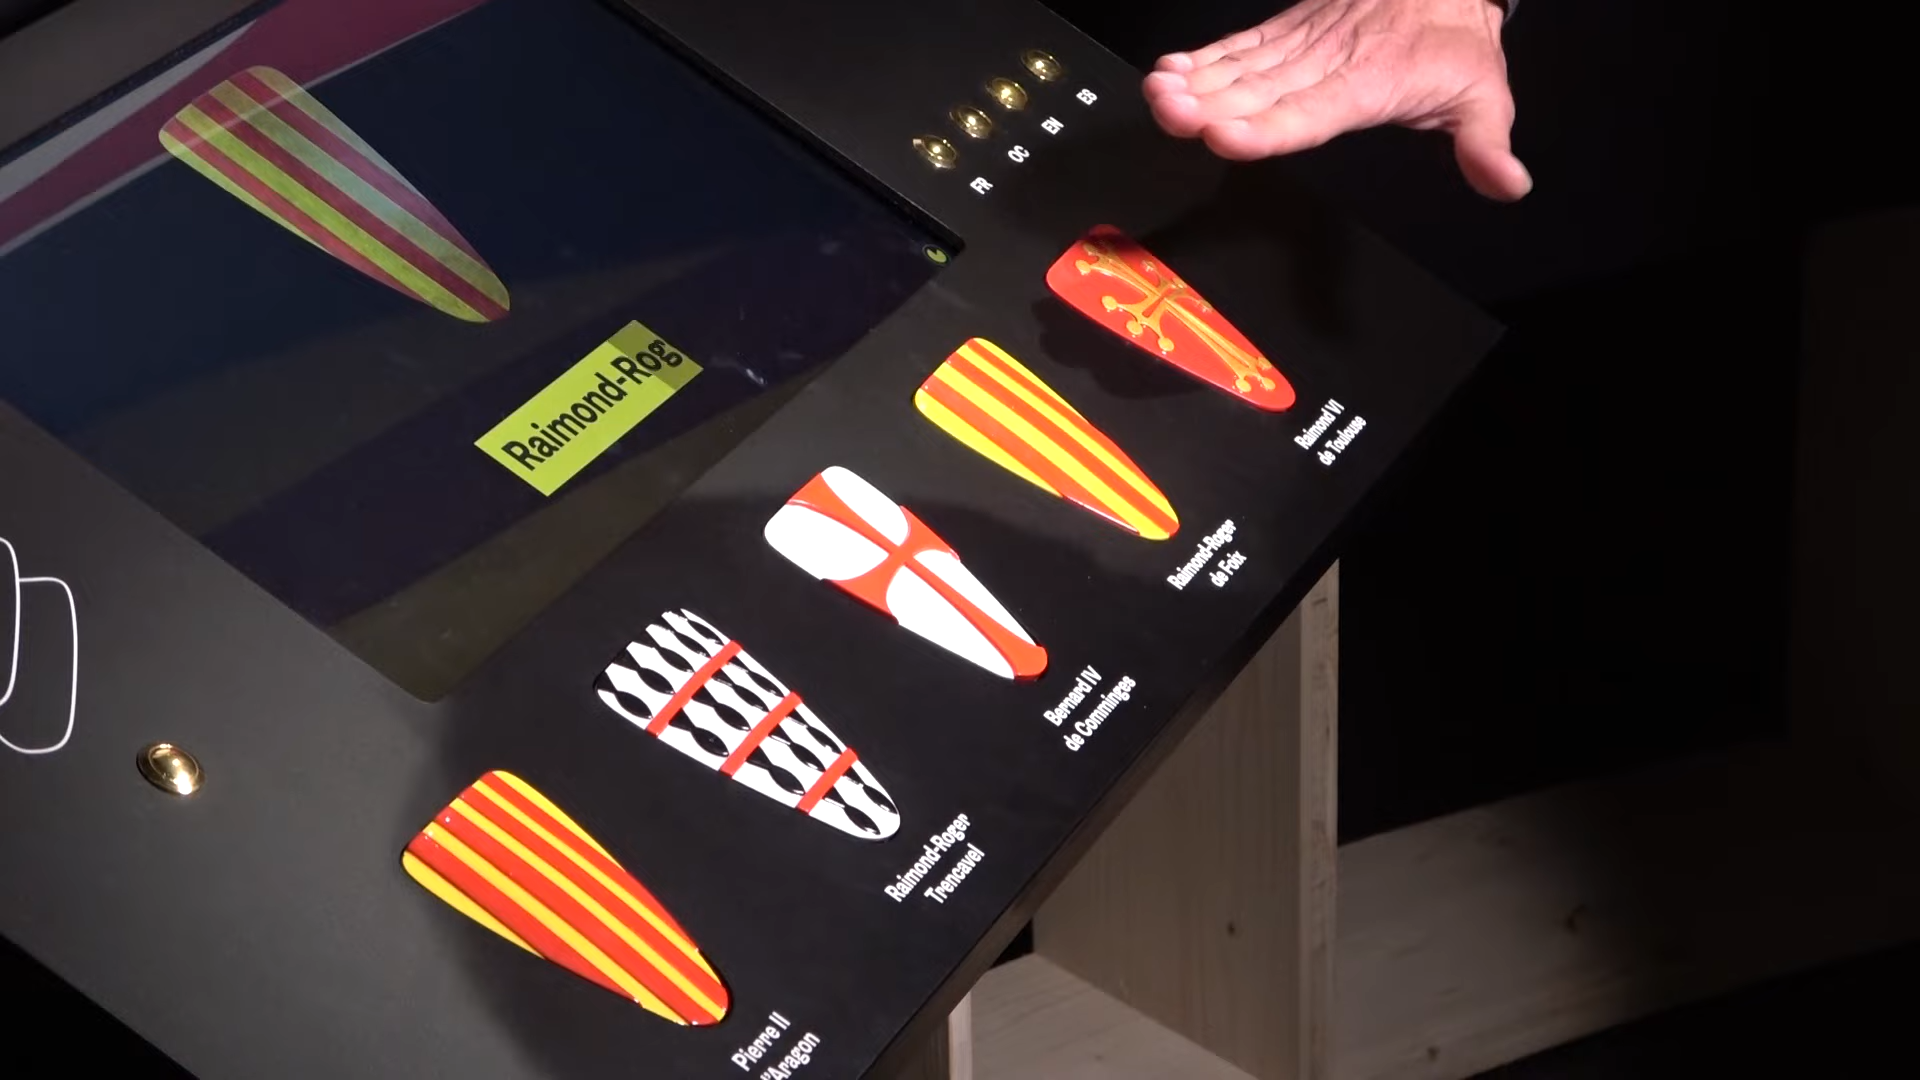 FR
OC
EN
ES
Raimond-Rog
Raimond VI
de Toulouse
Raimond-Roger
de Foix
Bernard IV
de Comminges
Raimond-Roger
Trencavel
Pierre II
d'Aragon